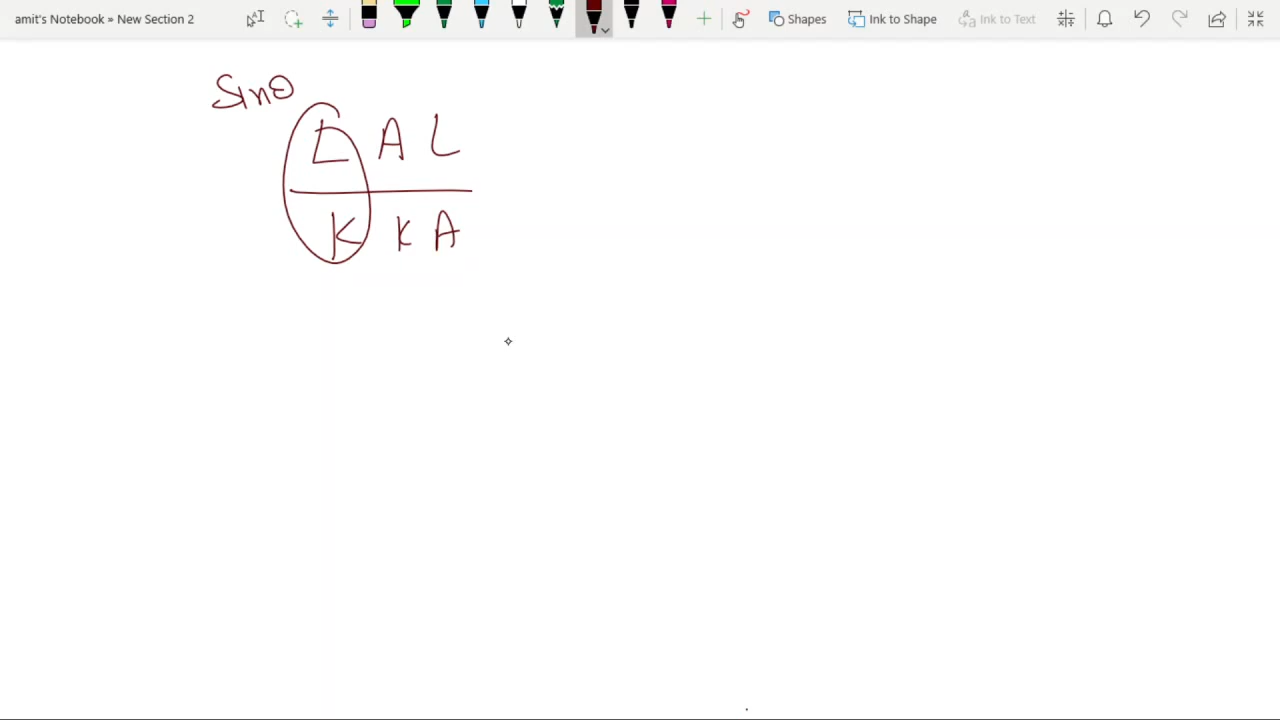 amit's Notebook » New Section 2
Shapes
Ink to Shape
Ink to Text
Sinθ
L A L
K K A